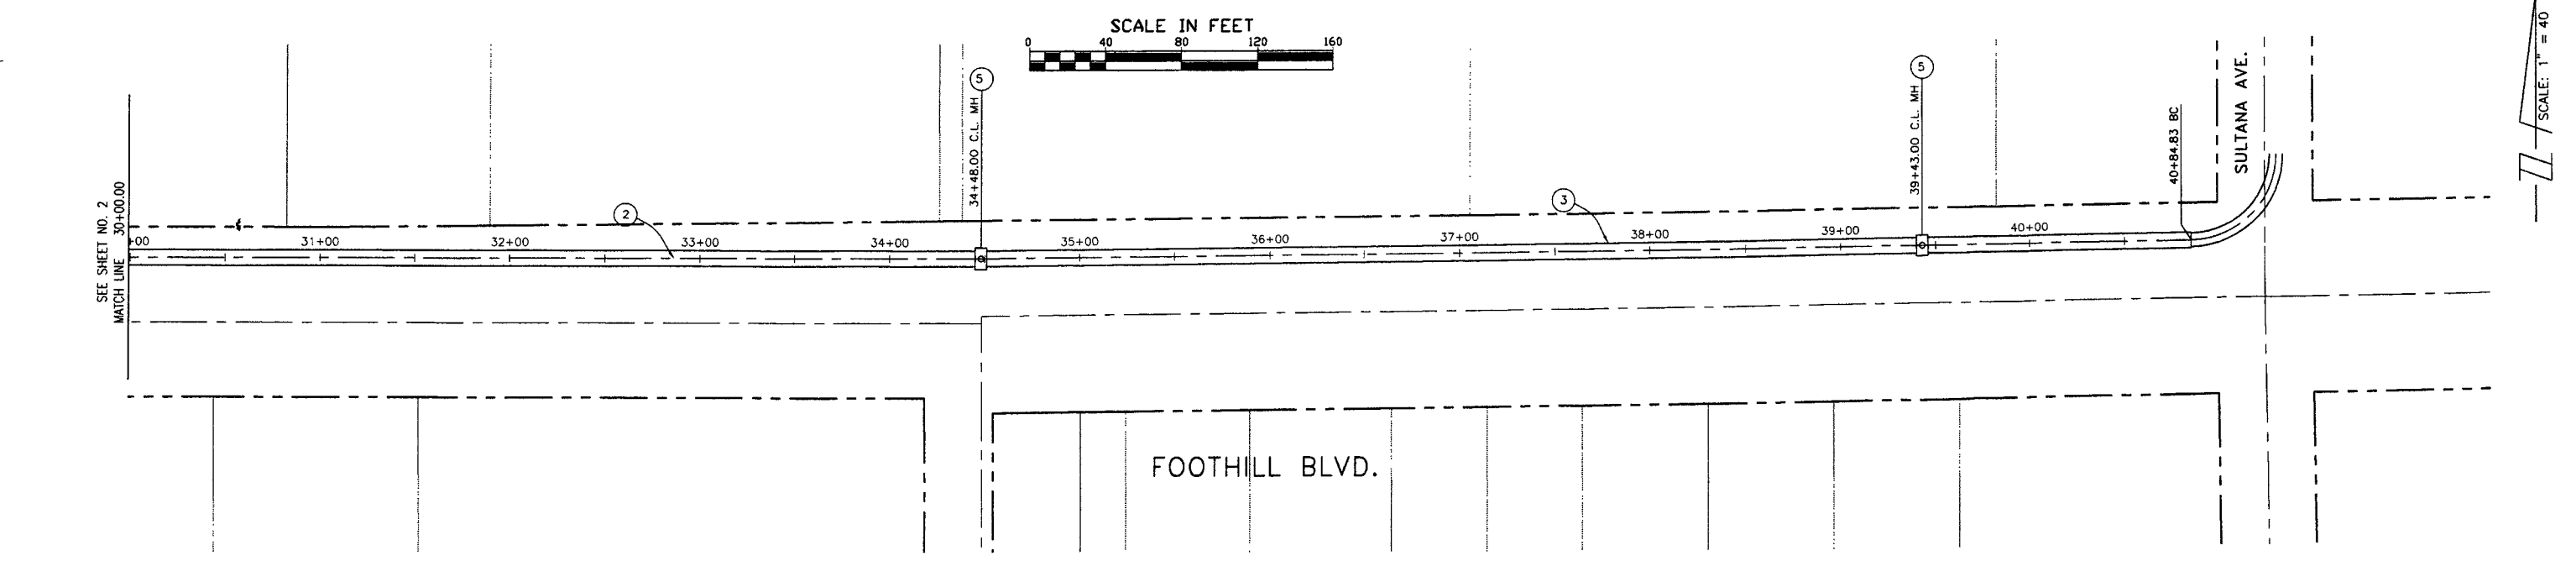 SCALE IN FEET
0 40 80 120 160
5
5
34+48.00 C.L. MH
39+43.00 C.L. MH
40+84.83 BC
SULTANA AVE.
SCALE: 1" = 40
SEE SHEET NO. 2
MATCH LINE 30+00.00
2
3
+00 31+00 32+00 33+00 34+00 35+00 36+00 37+00 38+00 39+00 40+00
FOOTHILL BLVD.